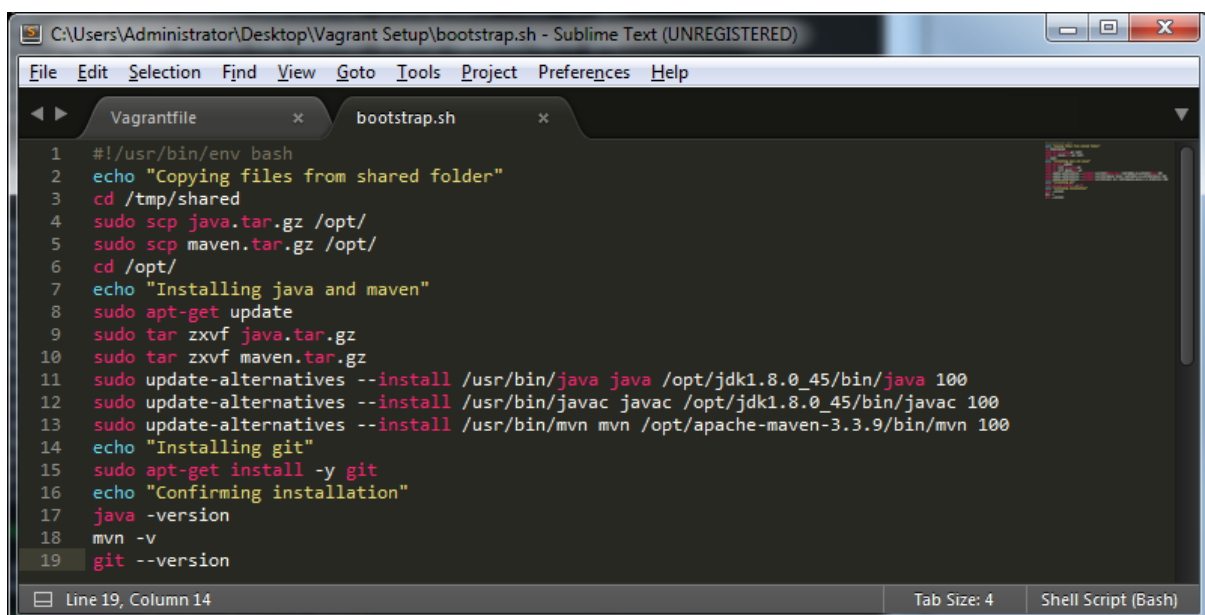 C:\Users\Administrator\Desktop\Vagrant Setup\bootstrap.sh - Sublime Text (UNREGISTERED)
File Edit Selection Find View Goto Tools Project Preferences Help
Vagrantfile × bootstrap.sh ×
1 #!/usr/bin/env bash
2 echo "Copying files from shared folder"
3 cd /tmp/shared
4 sudo scp java.tar.gz /opt/
5 sudo scp maven.tar.gz /opt/
6 cd /opt/
7 echo "Installing java and maven"
8 sudo apt-get update
9 sudo tar zxvf java.tar.gz
10 sudo tar zxvf maven.tar.gz
11 sudo update-alternatives --install /usr/bin/java java /opt/jdk1.8.0_45/bin/java 100
12 sudo update-alternatives --install /usr/bin/javac javac /opt/jdk1.8.0_45/bin/javac 100
13 sudo update-alternatives --install /usr/bin/mvn mvn /opt/apache-maven-3.3.9/bin/mvn 100
14 echo "Installing git"
15 sudo apt-get install -y git
16 echo "Confirming installation"
17 java -version
18 mvn -v
19 git --version
Line 19, Column 14 Tab Size: 4 Shell Script (Bash)